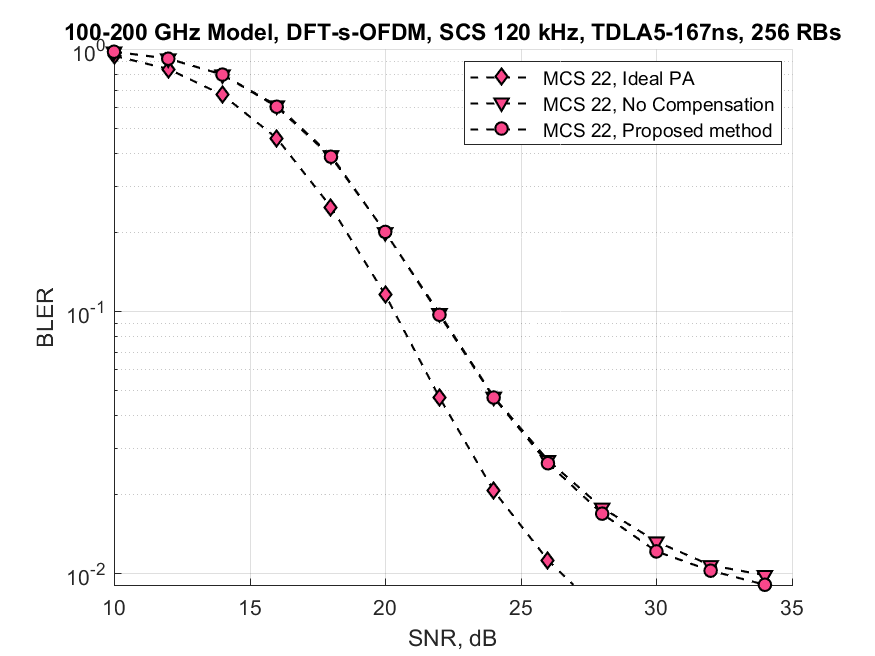 100-200 GHz Model, DFT-s-OFDM, SCS 120 kHz, TDLA5-167ns, 256 RBs
10^0
MCS 22, Ideal PA
MCS 22, No Compensation
MCS 22, Proposed method
BLER
10^-1
10^-2
10 15 20 25 30 35
SNR, dB